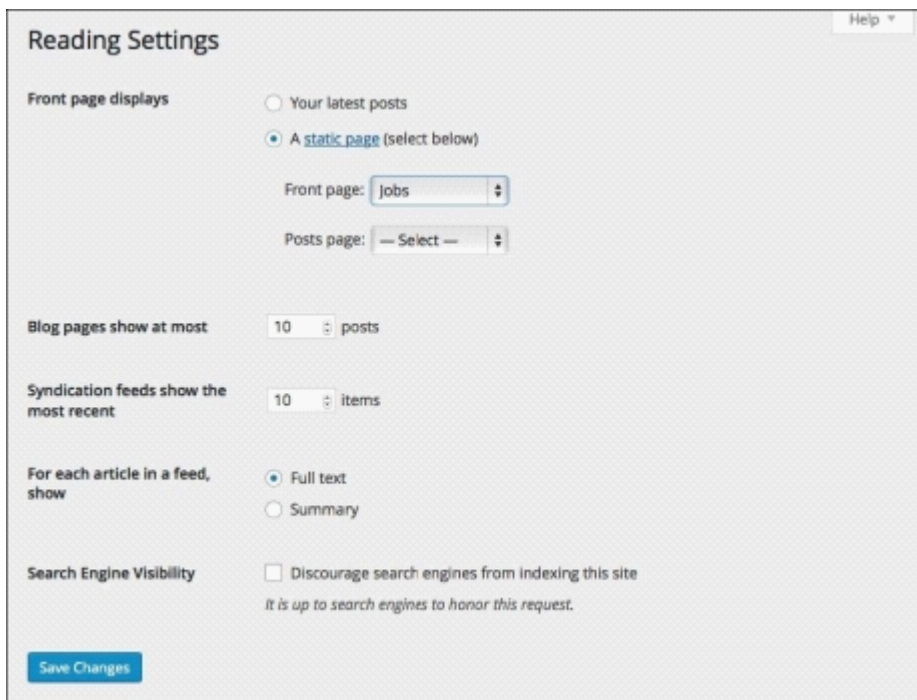 Help
Reading Settings
Front page displays
Your latest posts
A static page (select below)
Front page: Jobs
Posts page: — Select —
Blog pages show at most 10 posts
Syndication feeds show the
most recent
10 items
For each article in a feed,
show
Full text
Summary
Search Engine Visibility
Discourage search engines from indexing this site
It is up to search engines to honor this request.
Save Changes